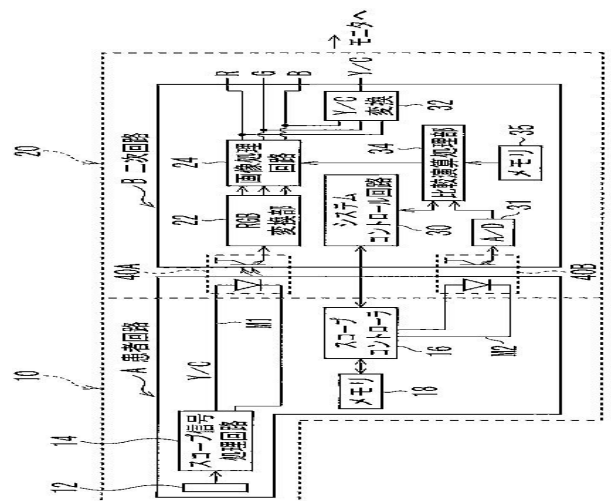 10
20
A 患者回路
B 二次回路
12
14
スコープ信号
処理回路
Y/C
M1
40A
22
RGB
変換部
24
画像処理
回路
R
G
B
Y/C
モニタへ
Y/C
変換
32
システム
コントロール回路
30
34
比較演算処理部
メモリ
35
A/D
31
40B
スコープ
コントローラ
16
メモリ
18
M2